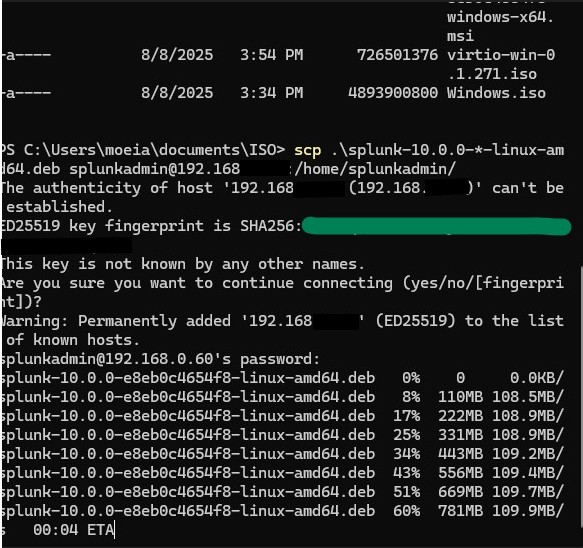 windows-x64.
msi
-a---- 8/8/2025 3:54 PM 726501376 virtio-win-0
.1.271.iso
-a---- 8/8/2025 3:34 PM 4893900800 Windows.iso
PS C:\Users\moeia\documents\ISO> scp .\splunk-10.0.0-*-linux-am
d64.deb splunkadmin@192.168 :/home/splunkadmin/
The authenticity of host '192.168 (192.168. )' can't be
established.
ED25519 key fingerprint is SHA256:
This key is not known by any other names.
Are you sure you want to continue connecting (yes/no/[fingerpri
nt])?
Warning: Permanently added '192.168 ' (ED25519) to the list
of known hosts.
splunkadmin@192.168.0.60's password:
splunk-10.0.0-e8eb0c4654f8-linux-amd64.deb 0% 0 0.0KB/
splunk-10.0.0-e8eb0c4654f8-linux-amd64.deb 8% 110MB 108.5MB/
splunk-10.0.0-e8eb0c4654f8-linux-amd64.deb 17% 222MB 108.9MB/
splunk-10.0.0-e8eb0c4654f8-linux-amd64.deb 25% 331MB 108.9MB/
splunk-10.0.0-e8eb0c4654f8-linux-amd64.deb 34% 443MB 109.2MB/
splunk-10.0.0-e8eb0c4654f8-linux-amd64.deb 43% 556MB 109.4MB/
splunk-10.0.0-e8eb0c4654f8-linux-amd64.deb 51% 669MB 109.7MB/
splunk-10.0.0-e8eb0c4654f8-linux-amd64.deb 60% 781MB 109.9MB/
s 00:04 ETA